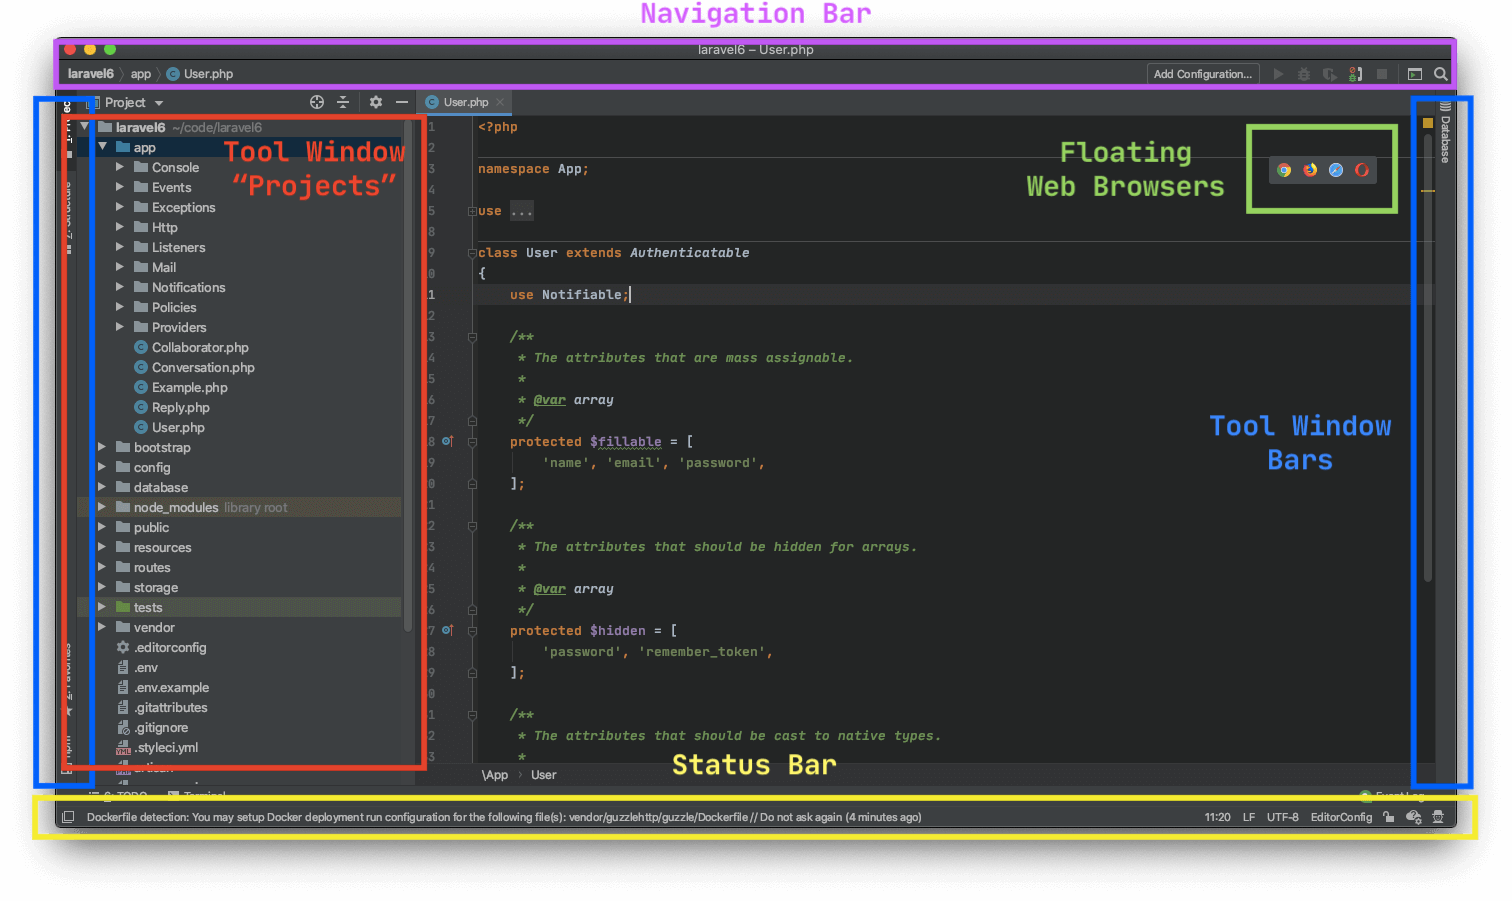 Navigation Bar
laravel6 – User.php
laravel6 app User.php
Add Configuration...
Project
User.php
Database
laravel6 ~/code/laravel6
app
Console
Events
Exceptions
Http
Listeners
Mail
Notifications
Policies
Providers
Collaborator.php
Conversation.php
Example.php
Reply.php
User.php
bootstrap
config
database
node_modules library root
public
resources
routes
storage
tests
vendor
.editorconfig
.env
.env.example
.gitattributes
.gitignore
.styleci.yml
Tool Window
“Projects”
<?php
namespace App;
use ...
class User extends Authenticatable
{
use Notifiable;
/**
* The attributes that are mass assignable.
*
* @var array
*/
protected $fillable = [
'name', 'email', 'password',
];
/**
* The attributes that should be hidden for arrays.
*
* @var array
*/
protected $hidden = [
'password', 'remember_token',
];
/**
* The attributes that should be cast to native types.
*
Floating
Web Browsers
Tool Window
Bars
Status Bar
\App › User
Dockerfile detection: You may setup Docker deployment run configuration for the following file(s): vendor/guzzlehttp/guzzle/Dockerfile // Do not ask again (4 minutes ago)
11:20 LF UTF-8 EditorConfig